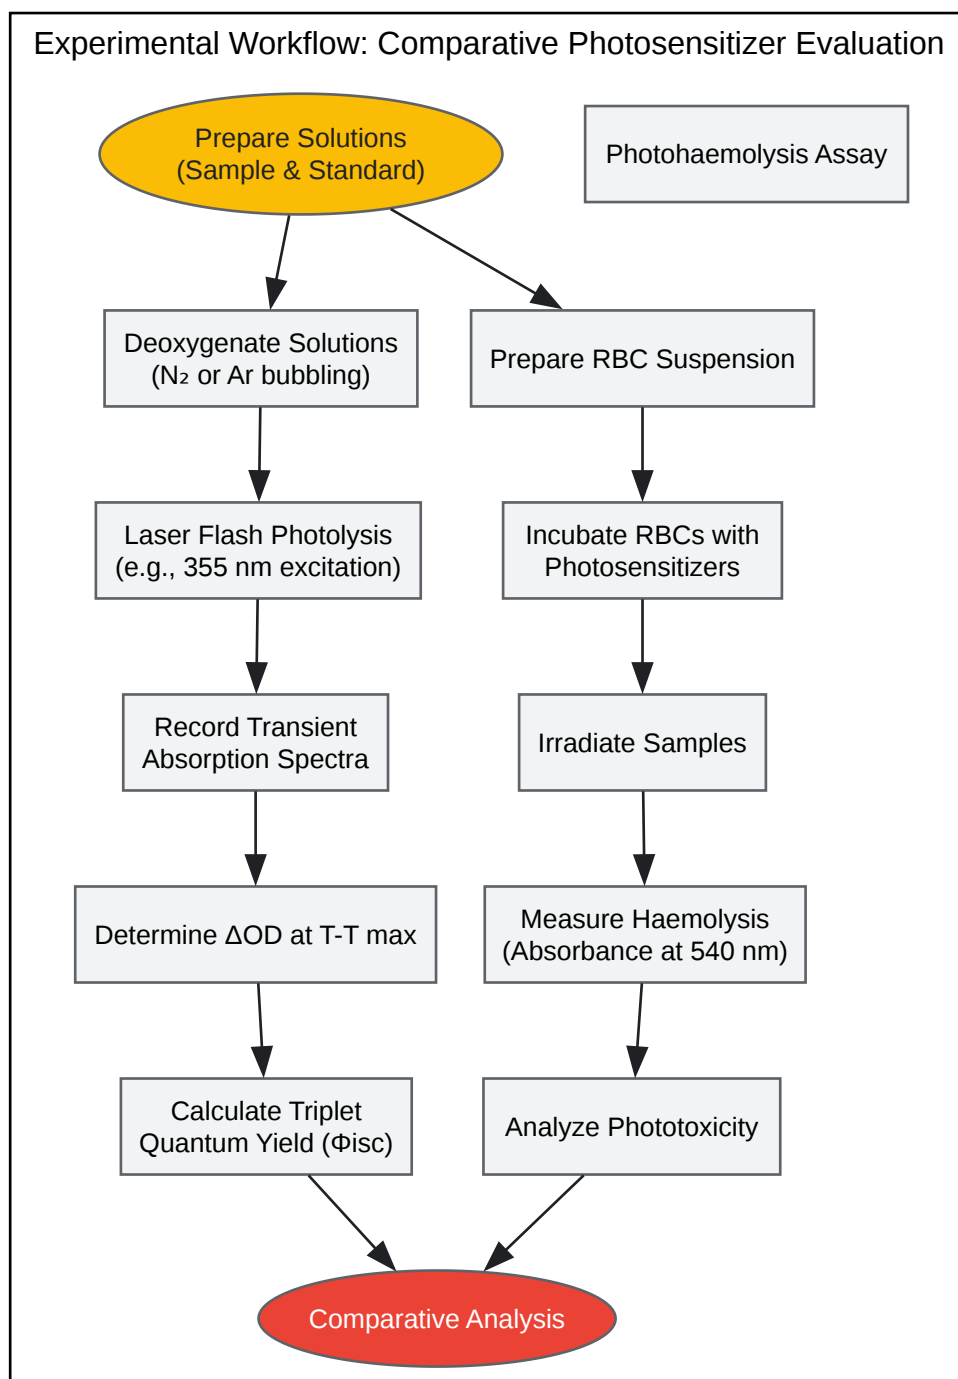 Experimental Workflow: Comparative Photosensitizer Evaluation
Prepare Solutions
(Sample & Standard)
Photohaemolysis Assay
Deoxygenate Solutions
(N₂ or Ar bubbling)
Prepare RBC Suspension
Laser Flash Photolysis
(e.g., 355 nm excitation)
Incubate RBCs with
Photosensitizers
Record Transient
Absorption Spectra
Irradiate Samples
Determine ΔOD at T-T max
Measure Haemolysis
(Absorbance at 540 nm)
Calculate Triplet
Quantum Yield (Φisc)
Analyze Phototoxicity
Comparative Analysis